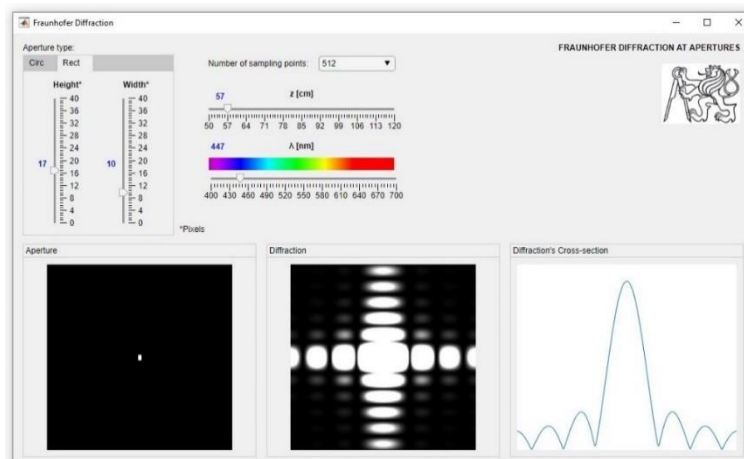 Fraunhofer Diffraction
Aperture type:
FRAUNHOFER DIFFRACTION AT APERTURES
Circ Rect
Number of sampling points: 512
Height* Width*
57 z [cm]
40 40
36 36
32 32
28 28
24 24
20 20
16 16
12 12
8 8
4 4
0 0
17 10
50 57 64 71 78 85 92 99 106 113 120
447 λ [nm]
400 430 460 490 520 550 580 610 640 670 700
*Pixels
Aperture
Diffraction
Diffraction's Cross-section